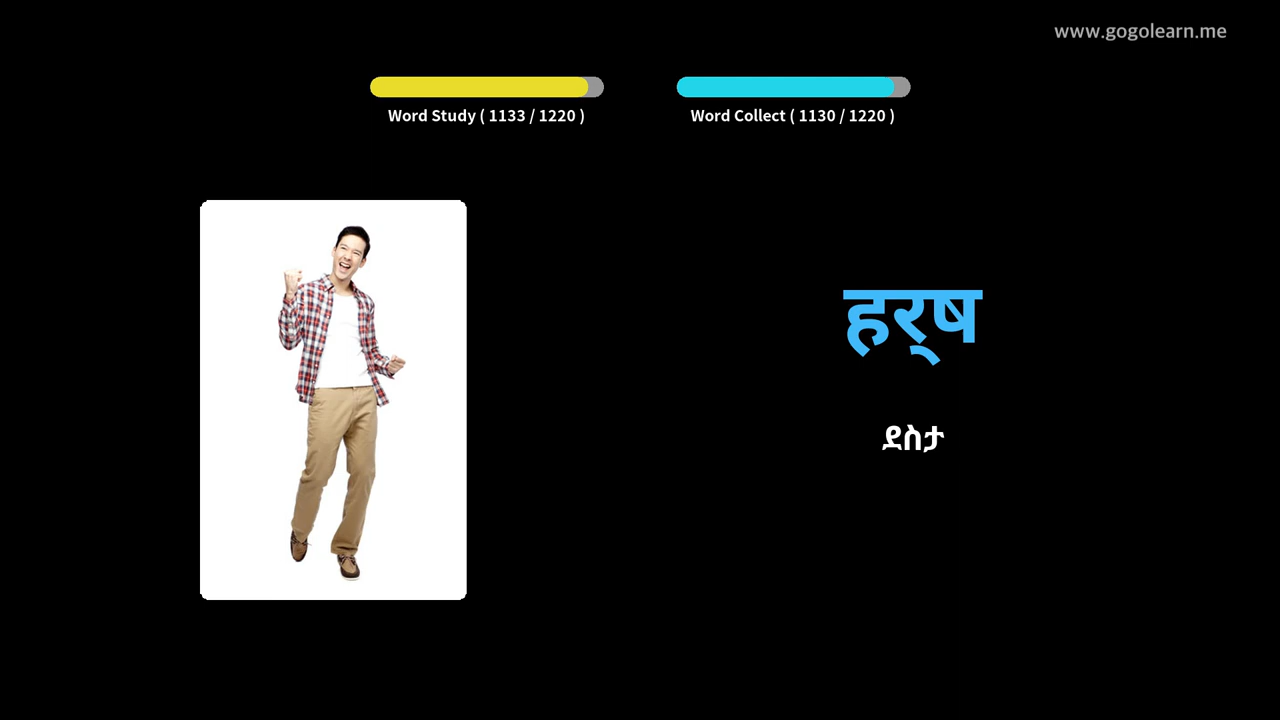 www.gogolearn.me
Word Study ( 1133 / 1220 )
Word Collect ( 1130 / 1220 )
हर्‌ष
ደስታ